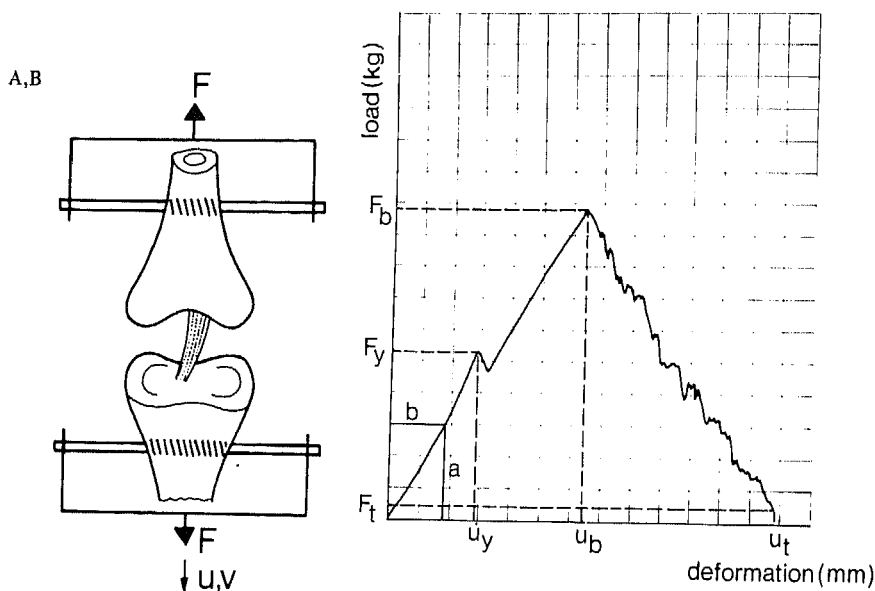 A,B
F
F
u,v
load (kg)
F_b
F_y
b
a
F_t
u_y
u_b
u_t
deformation (mm)